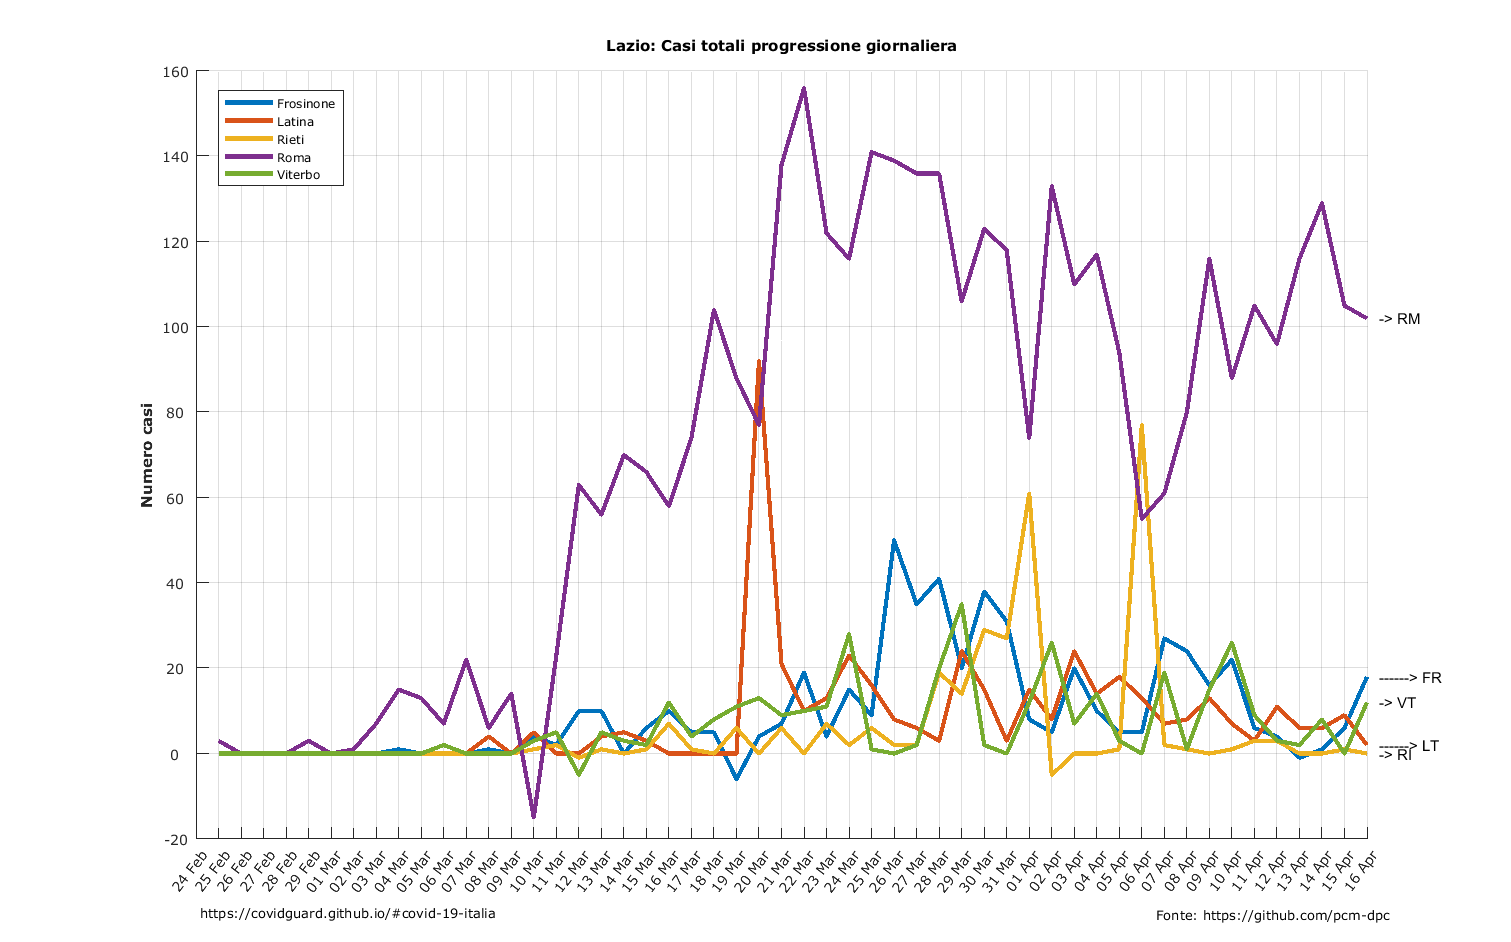 Lazio: Casi totali progressione giornaliera
Numero casi
160
140
120
100
80
60
40
20
0
-20
Frosinone
Latina
Rieti
Roma
Viterbo
-> RM
------> FR
-> VT
------> LT
-> RI
24 Feb
25 Feb
26 Feb
27 Feb
28 Feb
29 Feb
01 Mar
02 Mar
03 Mar
04 Mar
05 Mar
06 Mar
07 Mar
08 Mar
09 Mar
10 Mar
11 Mar
12 Mar
13 Mar
14 Mar
15 Mar
16 Mar
17 Mar
18 Mar
19 Mar
20 Mar
21 Mar
22 Mar
23 Mar
24 Mar
25 Mar
26 Mar
27 Mar
28 Mar
29 Mar
30 Mar
31 Mar
01 Apr
02 Apr
03 Apr
04 Apr
05 Apr
06 Apr
07 Apr
08 Apr
09 Apr
10 Apr
11 Apr
12 Apr
13 Apr
14 Apr
15 Apr
16 Apr
https://covidguard.github.io/#covid-19-italia
Fonte: https://github.com/pcm-dpc